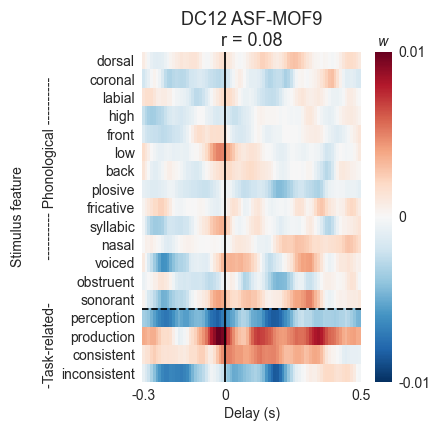 DC12 ASF-MOF9
r = 0.08
w
dorsal
coronal
labial
high
front
low
back
plosive
fricative
syllabic
nasal
voiced
obstruent
sonorant
perception
production
consistent
inconsistent
Stimulus feature
-Task-related- ---------- Phonological ----------
0.01
0
-0.01
-0.3 0 0.5
Delay (s)